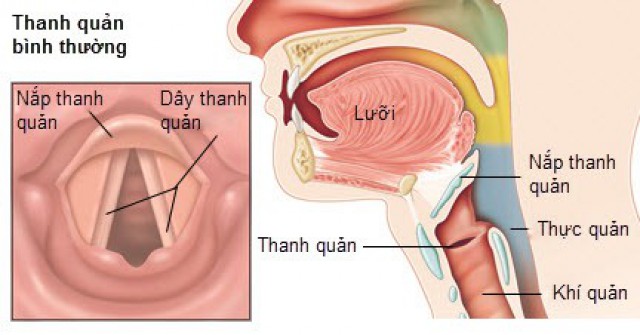 Thanh quản
bình thường
Nắp thanh
quản
Dây thanh
quản
Lưỡi
Nắp thanh
quản
Thực quản
Thanh quản
Khí quản